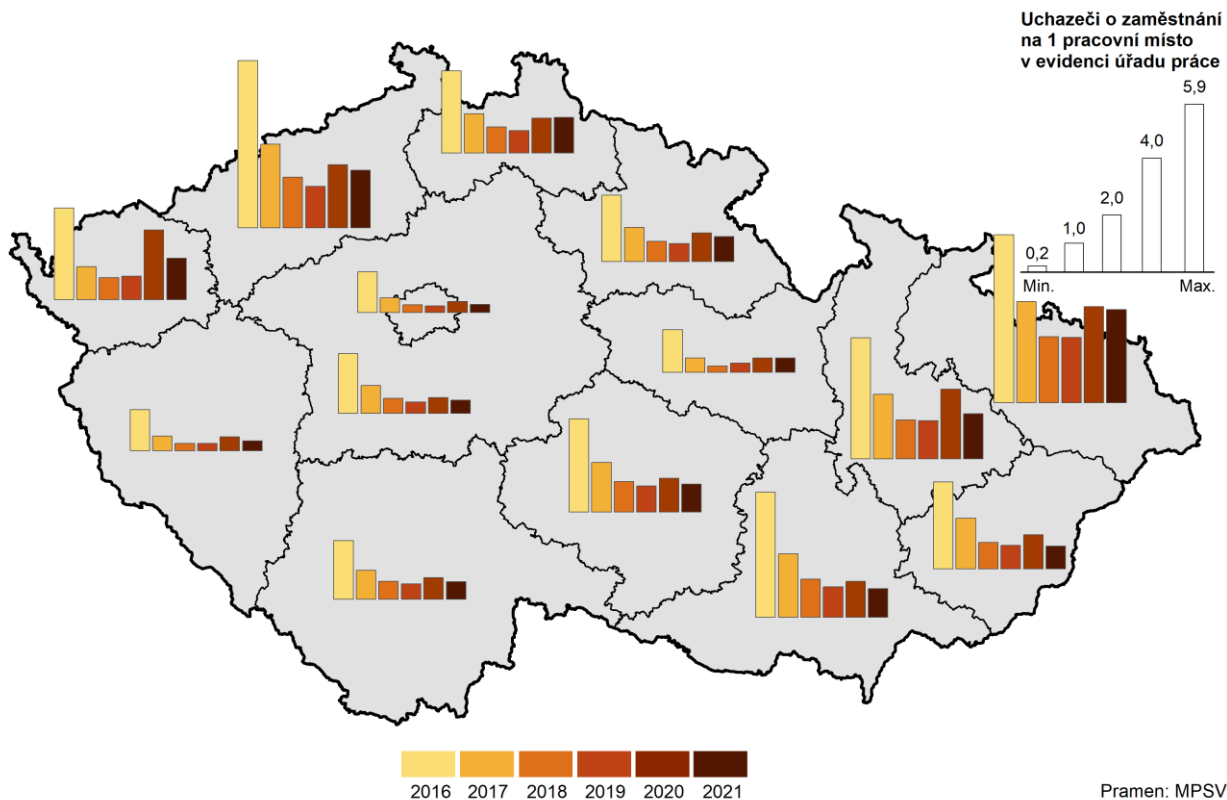 Uchazeči o zaměstnání
na 1 pracovní místo
v evidenci úřadu práce
5,9
4,0
2,0
1,0
0,2
Min.
Max.
2016 2017 2018 2019 2020 2021
Pramen: MPSV